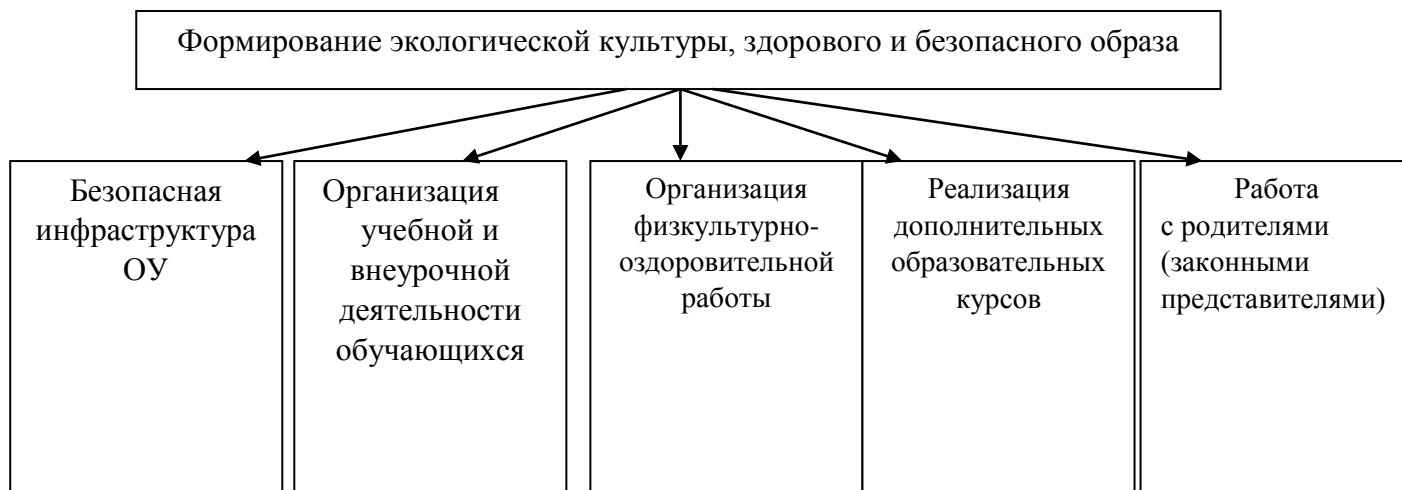 Формирование экологической культуры, здорового и безопасного образа
Безопасная
инфраструктура
ОУ
Организация
учебной и
внеурочной
деятельности
обучающихся
Организация
физкультурно-
оздоровительной
работы
Реализация
дополнительных
образовательных
курсов
Работа
с родителями
(законными
представителями)